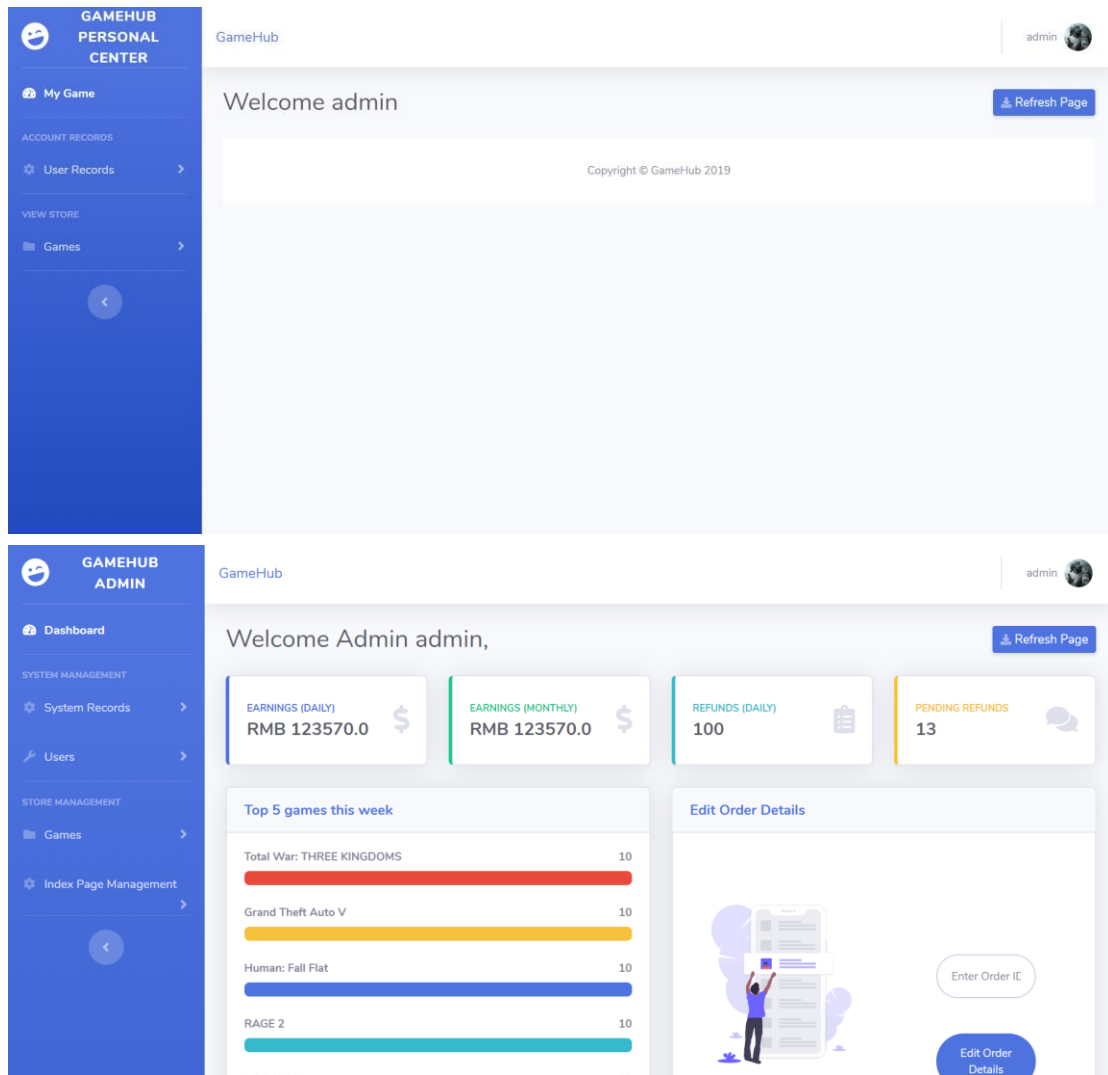 GAMEHUB
PERSONAL
CENTER
GameHub
admin
My Game
Welcome admin
Refresh Page
ACCOUNT RECORDS
User Records
Copyright © GameHub 2019
VIEW STORE
Games
GAMEHUB
ADMIN
GameHub
admin
Dashboard
Welcome Admin admin,
Refresh Page
SYSTEM MANAGEMENT
System Records
Users
STORE MANAGEMENT
Games
Index Page Management
EARNINGS (DAILY)
RMB 123570.0
EARNINGS (MONTHLY)
RMB 123570.0
REFUNDS (DAILY)
100
PENDING REFUNDS
13
Top 5 games this week
Total War: THREE KINGDOMS 10
Grand Theft Auto V 10
Human: Fall Flat 10
RAGE 2 10
Edit Order Details
Enter Order ID
Edit Order
Details